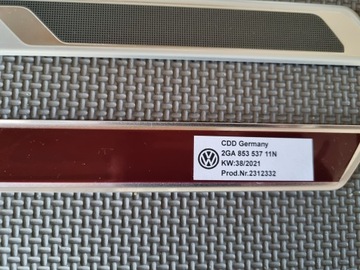 CDD Germany
2GA 853 537 11N
KW:38/2021
Prod.Nr.2312332